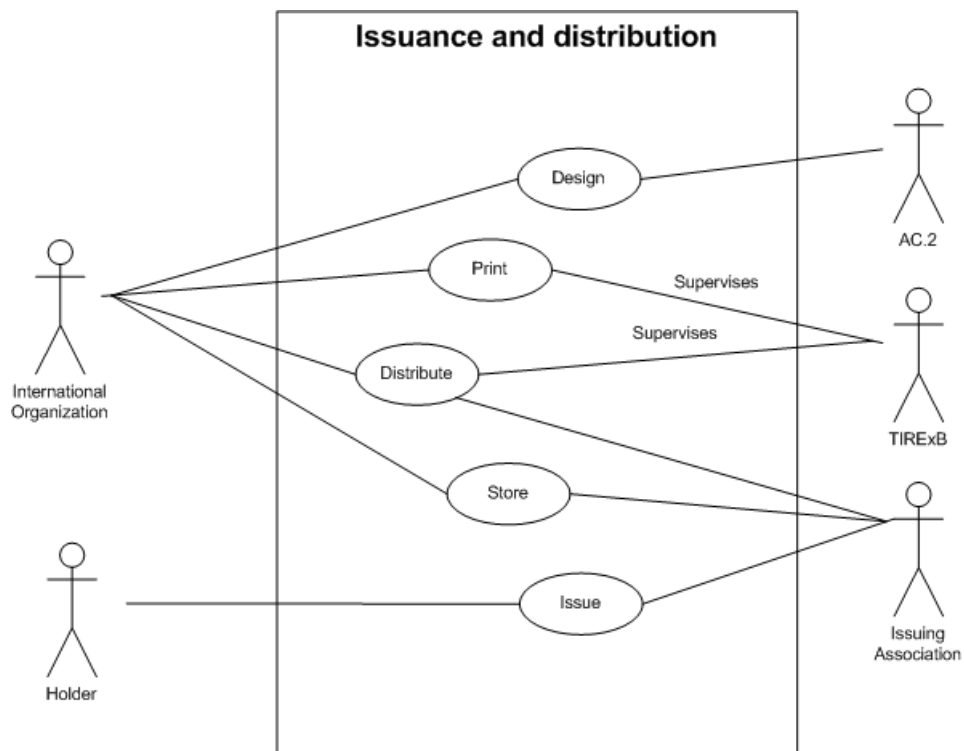 Issuance and distribution
Design
AC.2
Print
Supervises
International
Organization
Supervises
Distribute
TIRExB
Store
Issue
Issuing
Association
Holder